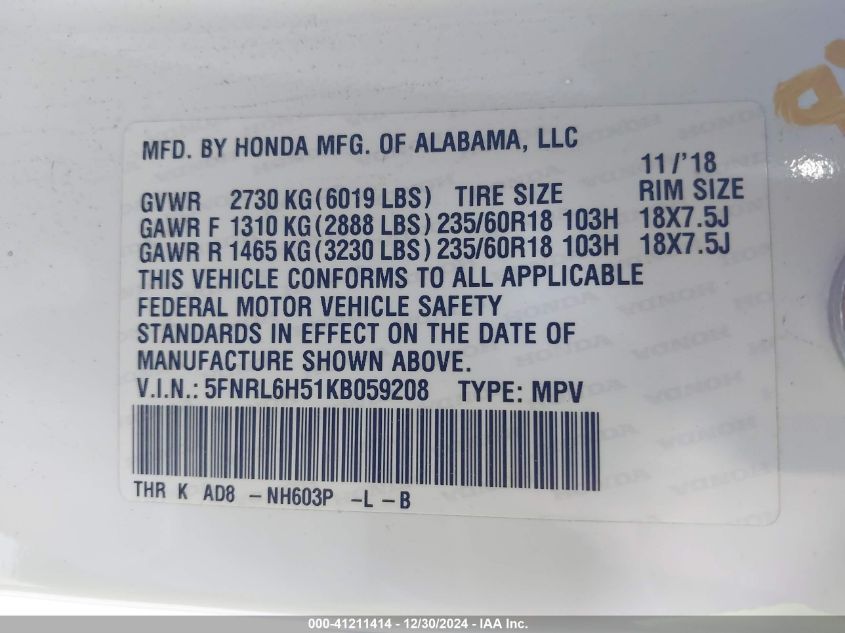 MFD. BY HONDA MFG. OF ALABAMA, LLC
11/'18
GVWR 2730 KG(6019 LBS) TIRE SIZE RIM SIZE
GAWR F 1310 KG(2888 LBS) 235/60R18 103H 18X7.5J
GAWR R 1465 KG(3230 LBS) 235/60R18 103H 18X7.5J
THIS VEHICLE CONFORMS TO ALL APPLICABLE
FEDERAL MOTOR VEHICLE SAFETY
STANDARDS IN EFFECT ON THE DATE OF
MANUFACTURE SHOWN ABOVE.
V.I.N.: 5FNRL6H51KB059208 TYPE: MPV
THR K AD8 -NH603P -L -B
000-41211414 - 12/30/2024 - IAA Inc.